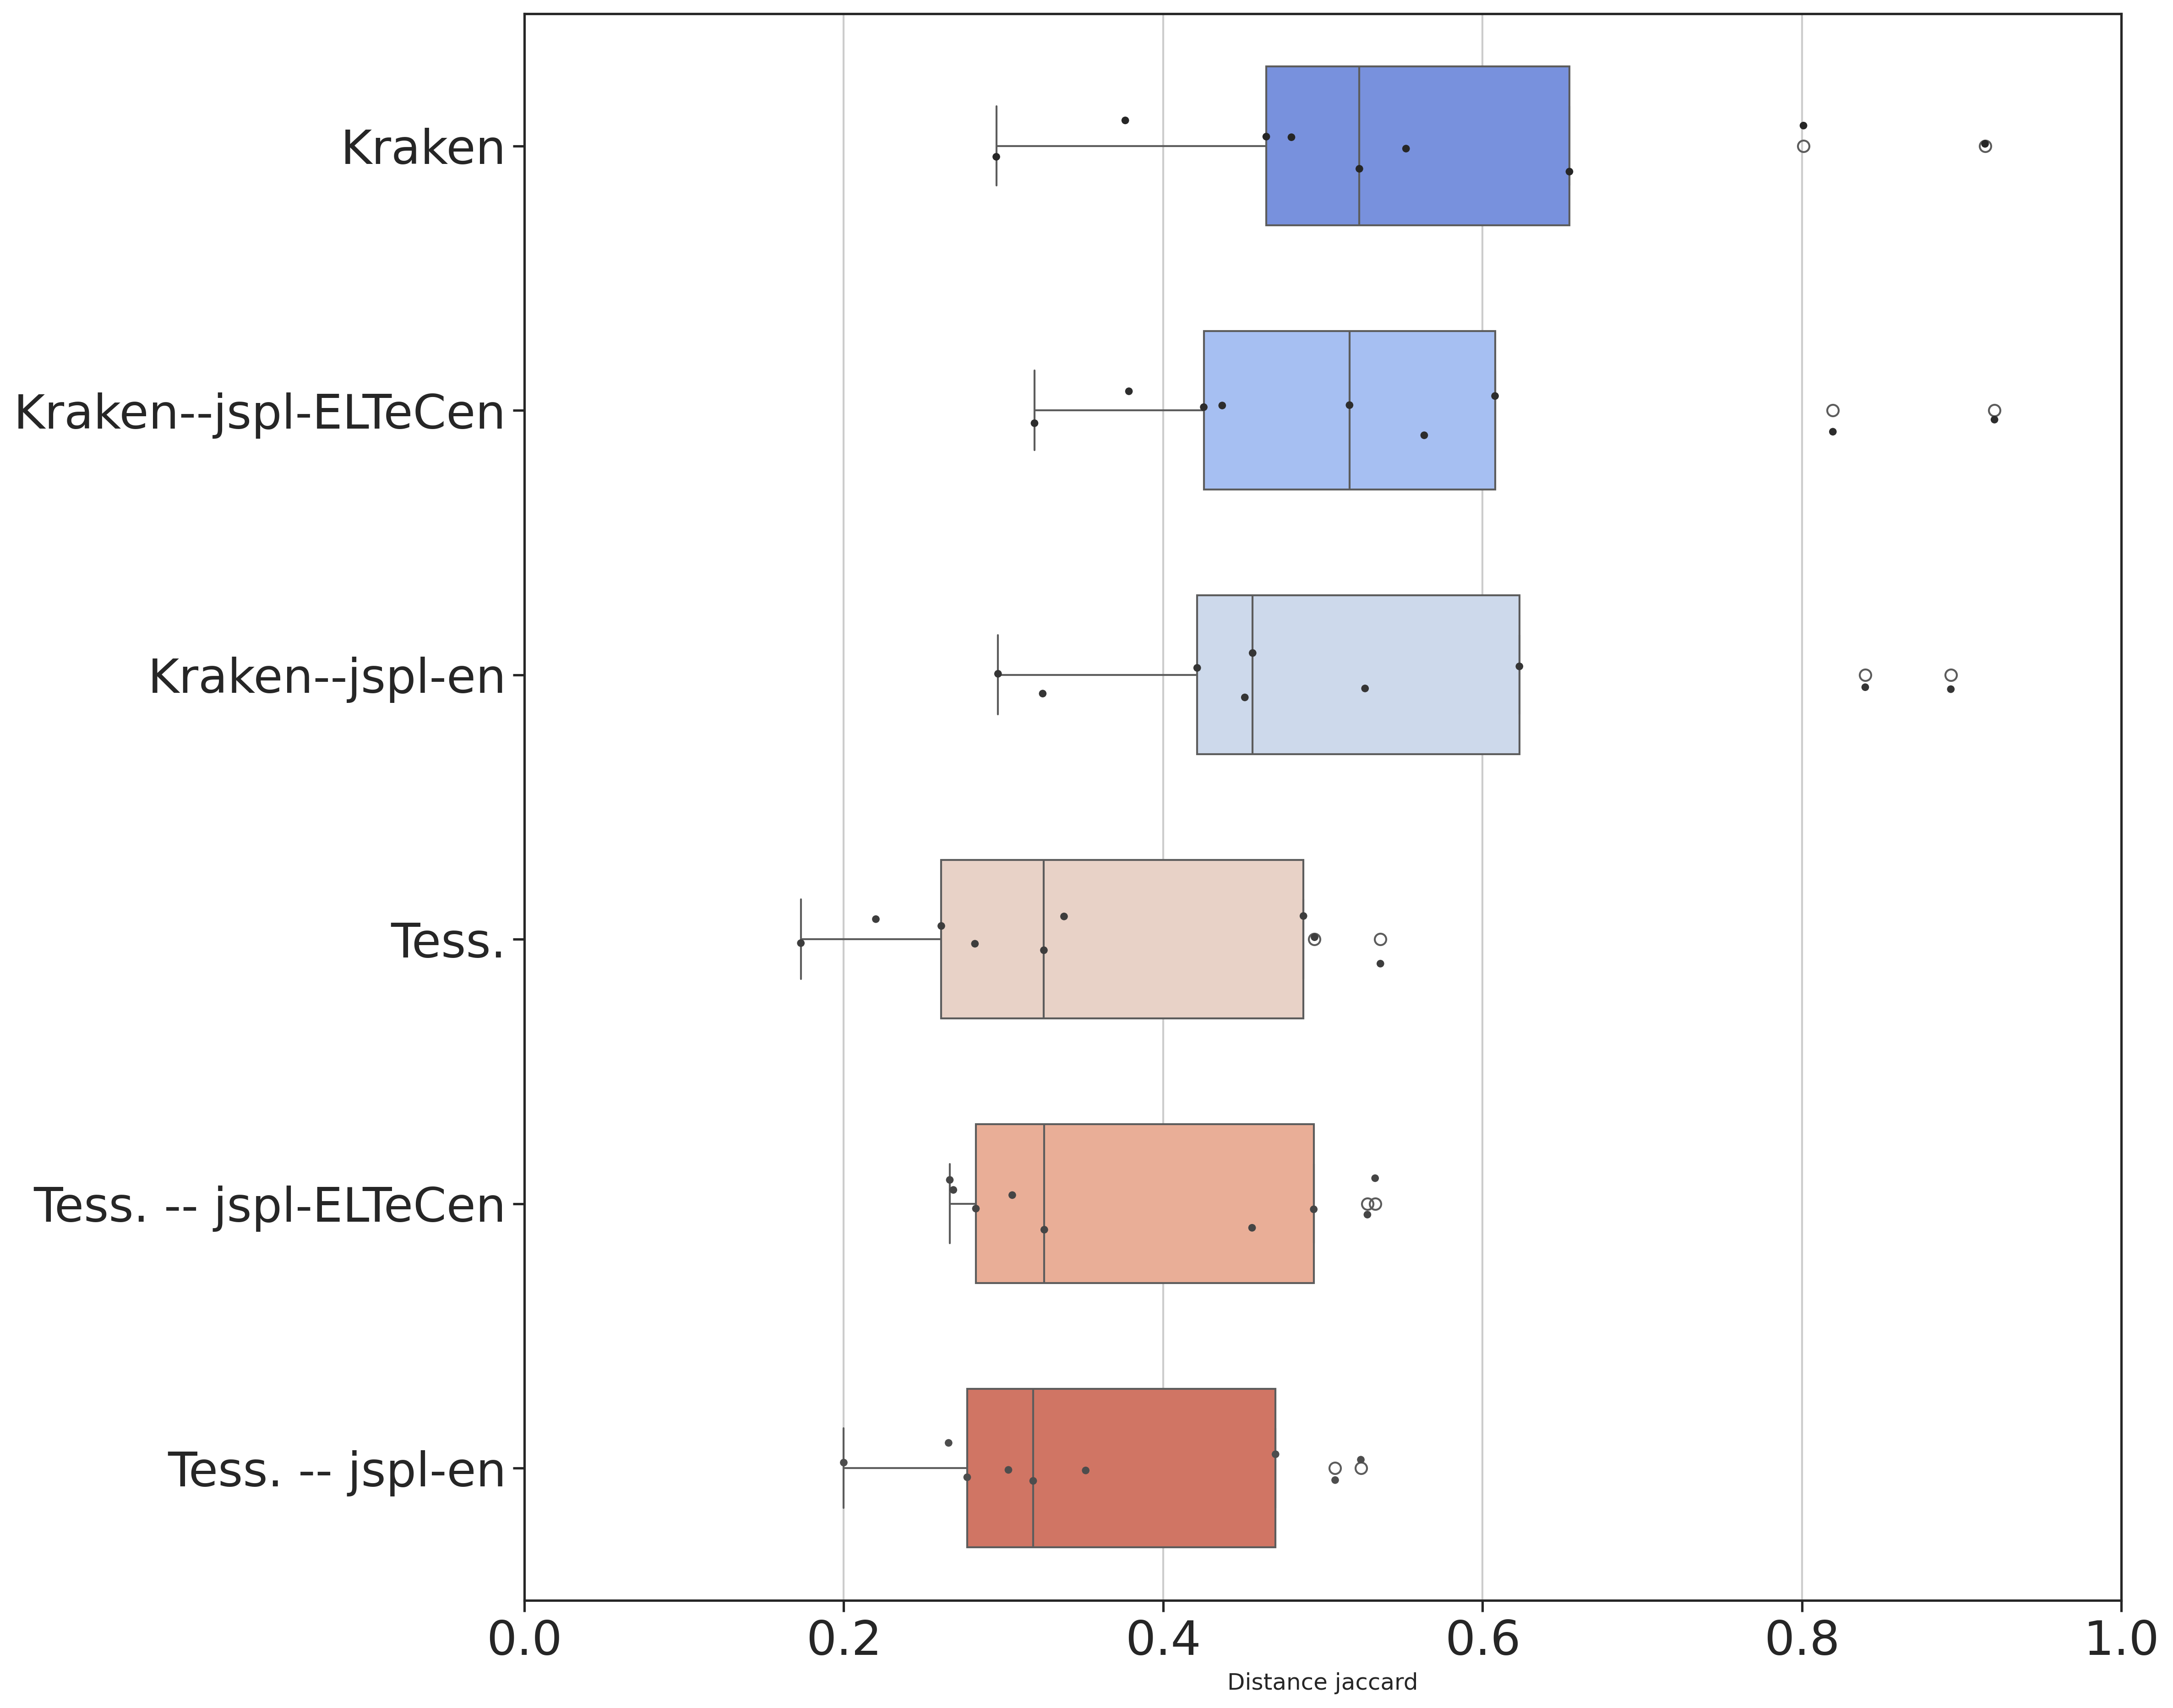 Kraken
Kraken--jspl-ELTeCen
Kraken--jspl-en
Tess.
Tess. -- jspl-ELTeCen
Tess. -- jspl-en
0.0 0.2 0.4 0.6 0.8 1.0
Distance jaccard